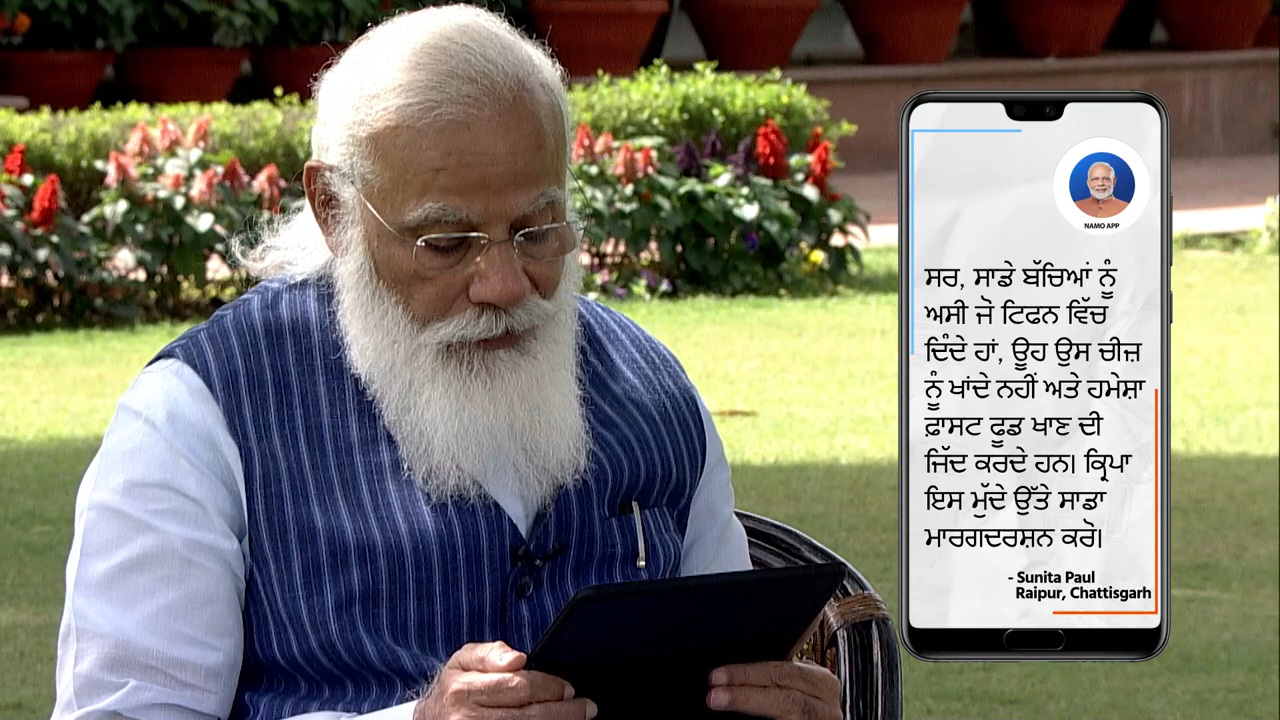 NAMO APP
ਸਰ, ਸਾਡੇ ਬੱਚਿਆਂ ਨੂੰ
ਅਸੀ ਜੋ ਟਿਫਨ ਵਿੱਚ
ਦਿੰਦੇ ਹਾਂ, ਊਹ ਉਸ ਚੀਜ਼
ਨੂੰ ਖਾਂਦੇ ਨਹੀਂ ਅਤੇ ਹਮੇਸ਼ਾ
ਫ਼ਾਸਟ ਫੂਡ ਖਾਣ ਦੀ
ਜਿੱਦ ਕਰਦੇ ਹਨ। ਕ੍ਰਿਪਾ
ਇਸ ਮੁੱਦੇ ਉੱਤੇ ਸਾਡਾ
ਮਾਰਗਦਰਸ਼ਨ ਕਰੋ।
- Sunita Paul
Raipur, Chattisgarh